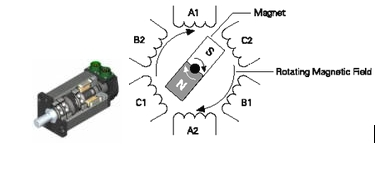 A1
Magnet
B2
S
C2
Rotating Magnetic Field
N
C1
B1
A2